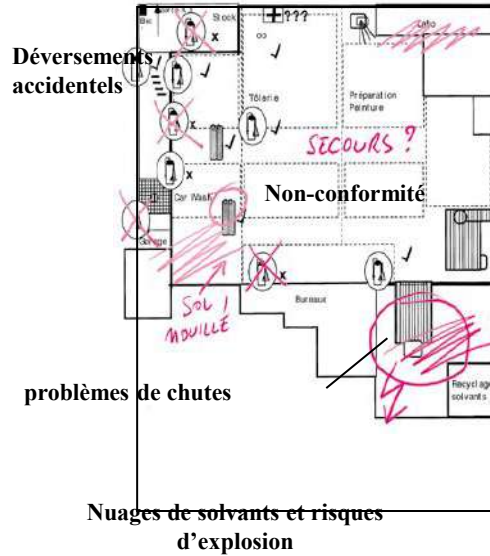 Stock
???
Info
Déversements
accidentels
Tôlerie
Préparation
Peinture
SECOURS ?
x
x
x
Car Wash
Non-conformité
x
SOL !
MOUILLÉ
Bureaux
problèmes de chutes
Recyclage
solvants
Nuages de solvants et risques
d'explosion